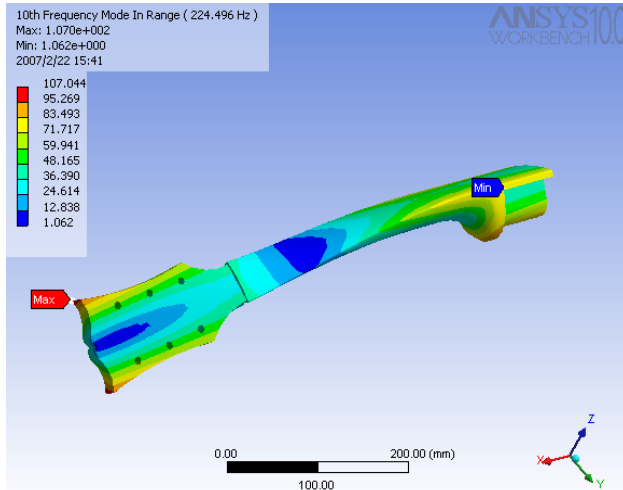 10th Frequency Mode In Range ( 224.496 Hz )
Max: 1.070e+002
Min: 1.062e+000
2007/2/22 15:41
ANSYS
WORKBENCH 10.0
107.044
95.269
83.493
71.717
59.941
48.165
36.390
24.614
12.838
1.062
Min
Max
Z
X
Y
0.00
200.00 (mm)
100.00